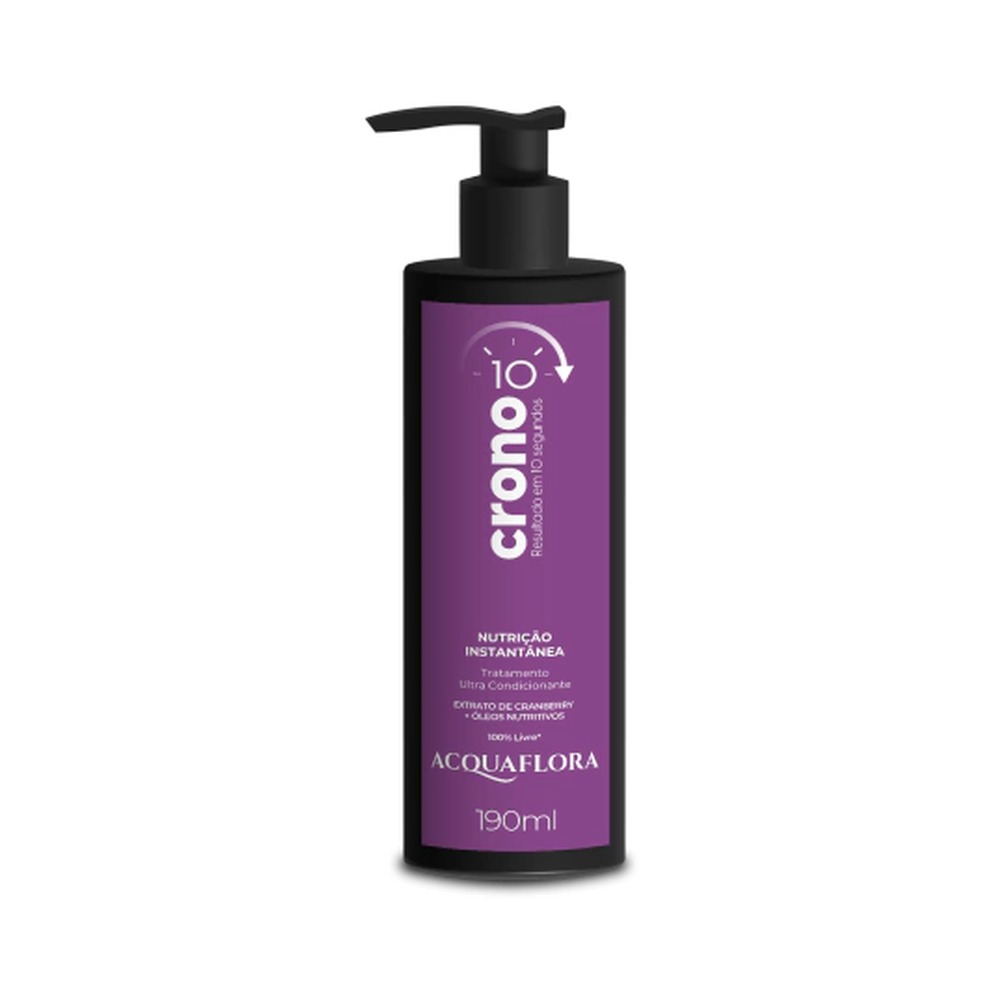 10
crono
Resultado em 10 segundos
NUTRIÇÃO
INSTANTÂNEA
Tratamento
Ultra Condicionante
EXTRATO DE CRANBERRY
+ ÓLEOS NUTRITIVOS
100% Livre*
ACQUAFLORA
190ml